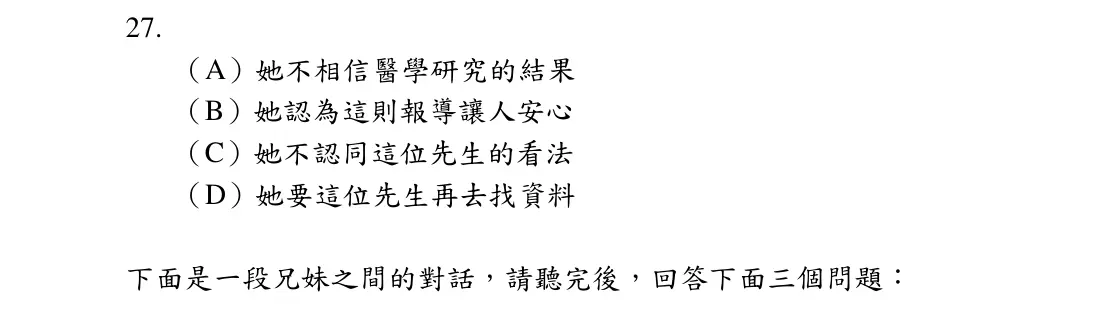 27.
（A）她不相信醫學研究的結果
（B）她認為這則報導讓人安心
（C）她不認同這位先生的看法
（D）她要這位先生再去找資料
下面是一段兄妹之間的對話，請聽完後，回答下面三個問題：